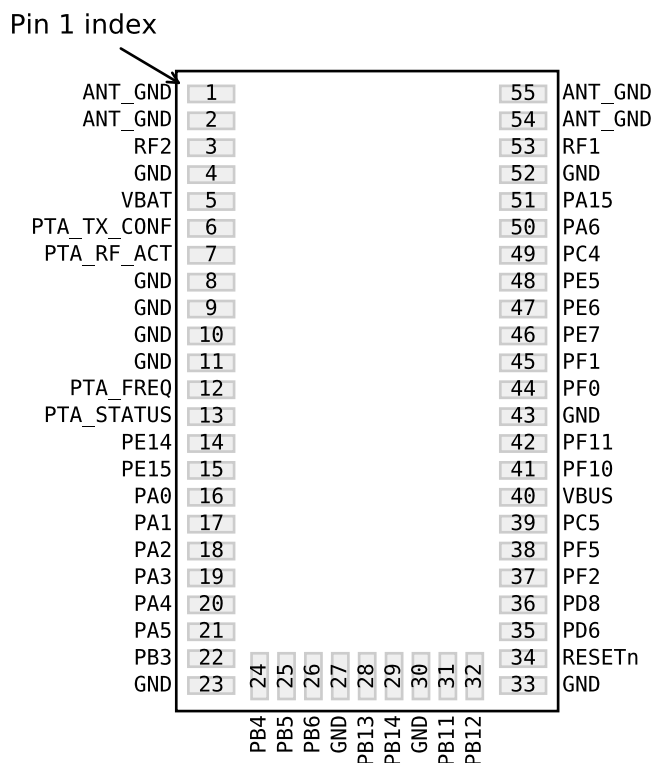 Pin 1 index
ANT_GND 1 55 ANT_GND
ANT_GND 2 54 ANT_GND
RF2 3 53 RF1
GND 4 52 GND
VBAT 5 51 PA15
PTA_TX_CONF 6 50 PA6
PTA_RF_ACT 7 49 PC4
GND 8 48 PE5
GND 9 47 PE6
GND 10 46 PE7
GND 11 45 PF1
PTA_FREQ 12 44 PF0
PTA_STATUS 13 43 GND
PE14 14 42 PF11
PE15 15 41 PF10
PA0 16 40 VBUS
PA1 17 39 PC5
PA2 18 38 PF5
PA3 19 37 PF2
PA4 20 36 PD8
PA5 21 35 PD6
PB3 22 34 RESETn
GND 23 33 GND
24 25 26 27 28 29 30 31 32
PB4 PB5 PB6 GND PB13 PB14 GND PB11 PB12